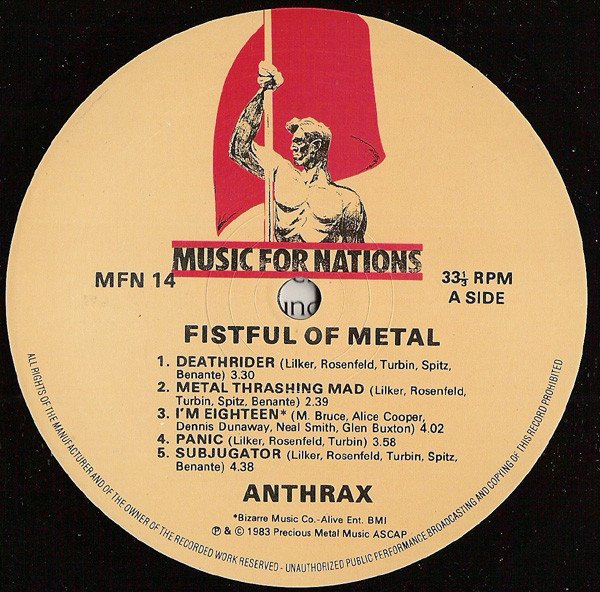 MUSIC FOR NATIONS
MFN 14
33⅓ RPM
A SIDE
FISTFUL OF METAL
1. DEATHRIDER (Lilker, Rosenfeld, Turbin, Spitz,
Benante) 3.30
2. METAL THRASHING MAD (Lilker, Rosenfeld,
Turbin, Spitz, Benante) 2.39
3. I'M EIGHTEEN* (M. Bruce, Alice Cooper,
Dennis Dunaway, Neal Smith, Glen Buxton) 4.02
4. PANIC (Lilker, Rosenfeld, Turbin) 3.58
5. SUBJUGATOR (Lilker, Rosenfeld, Turbin, Spitz,
Benante) 4.38
ANTHRAX
*Bizarre Music Co.-Alive Ent. BMI
℗ & © 1983 Precious Metal Music ASCAP
ALL RIGHTS OF THE MANUFACTURER AND OF THE OWNER OF THE RECORDED WORK RESERVED - UNAUTHORIZED PUBLIC PERFORMANCE BROADCASTING AND COPYING OF THIS RECORD PROHIBITED